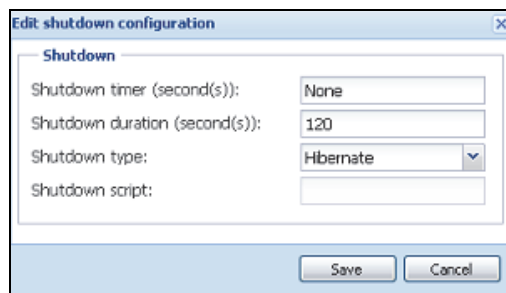 Edit shutdown configuration
Shutdown
Shutdown timer (second(s)): None
Shutdown duration (second(s)): 120
Shutdown type: Hibernate
Shutdown script:
Save Cancel